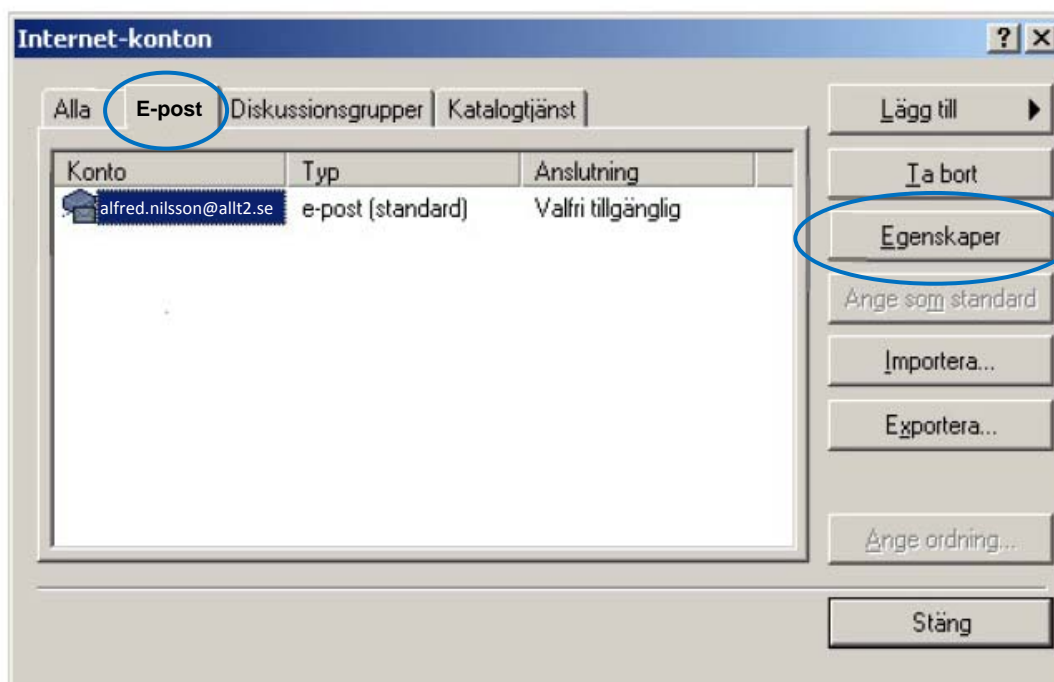 Internet-konton
Alla E-post Diskussionsgrupper Katalogtjänst
Konto Typ Anslutning
alfred.nilsson@allt2.se e-post (standard) Valfri tillgänglig
Lägg till
Ta bort
Egenskaper
Ange som standard
Importera...
Exportera...
Ange ordning...
Stäng